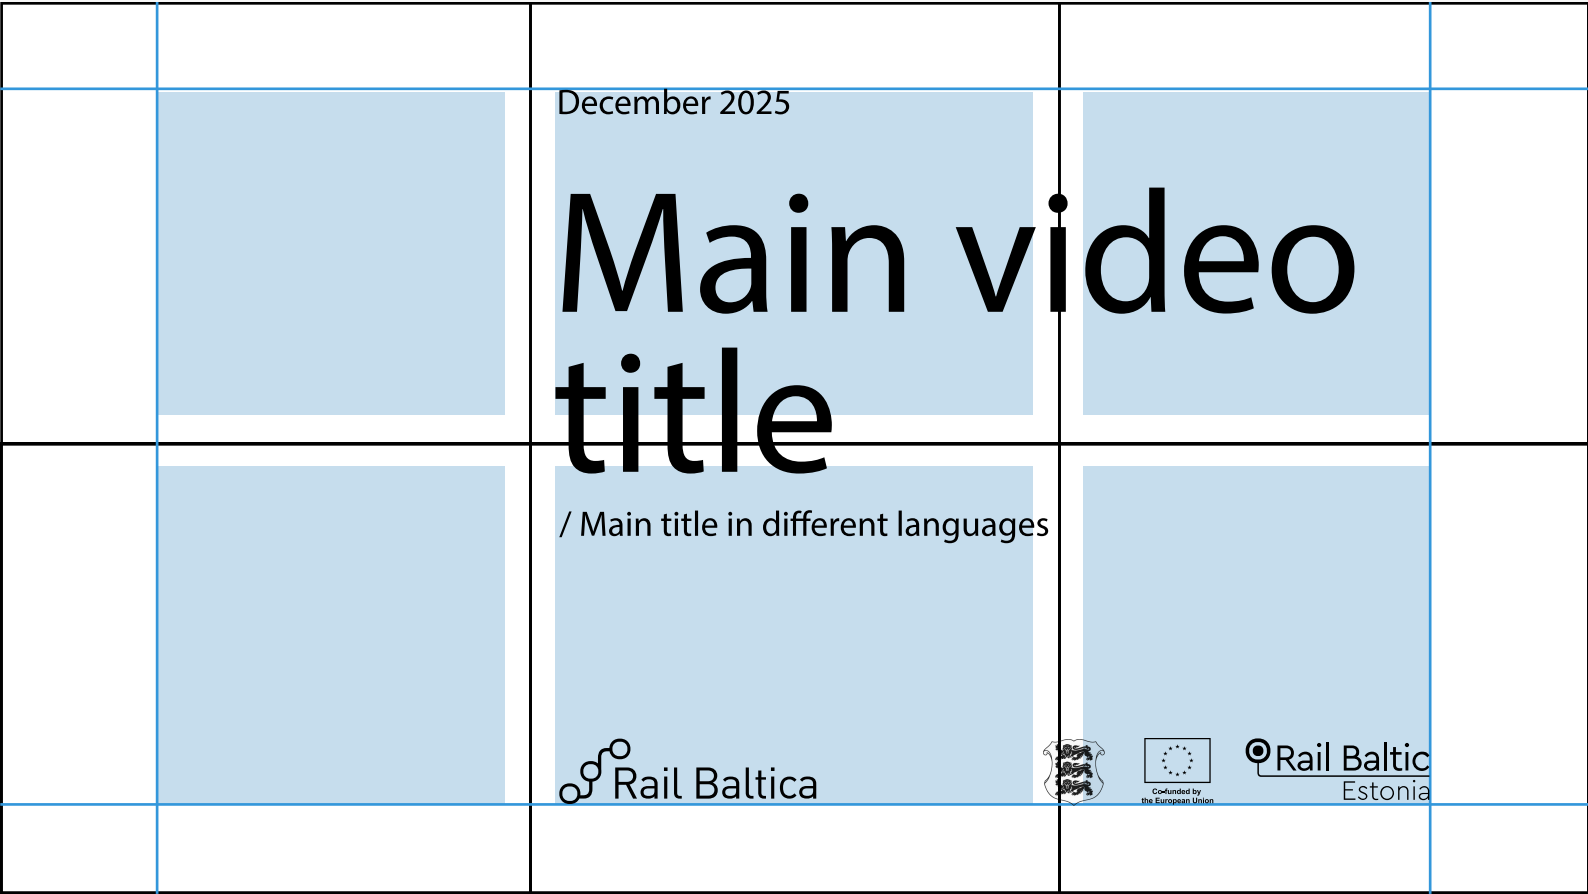 December 2025
Main video
title
/ Main title in different languages
Rail Baltica
Co-funded by
the European Union
Rail Baltic
Estonia